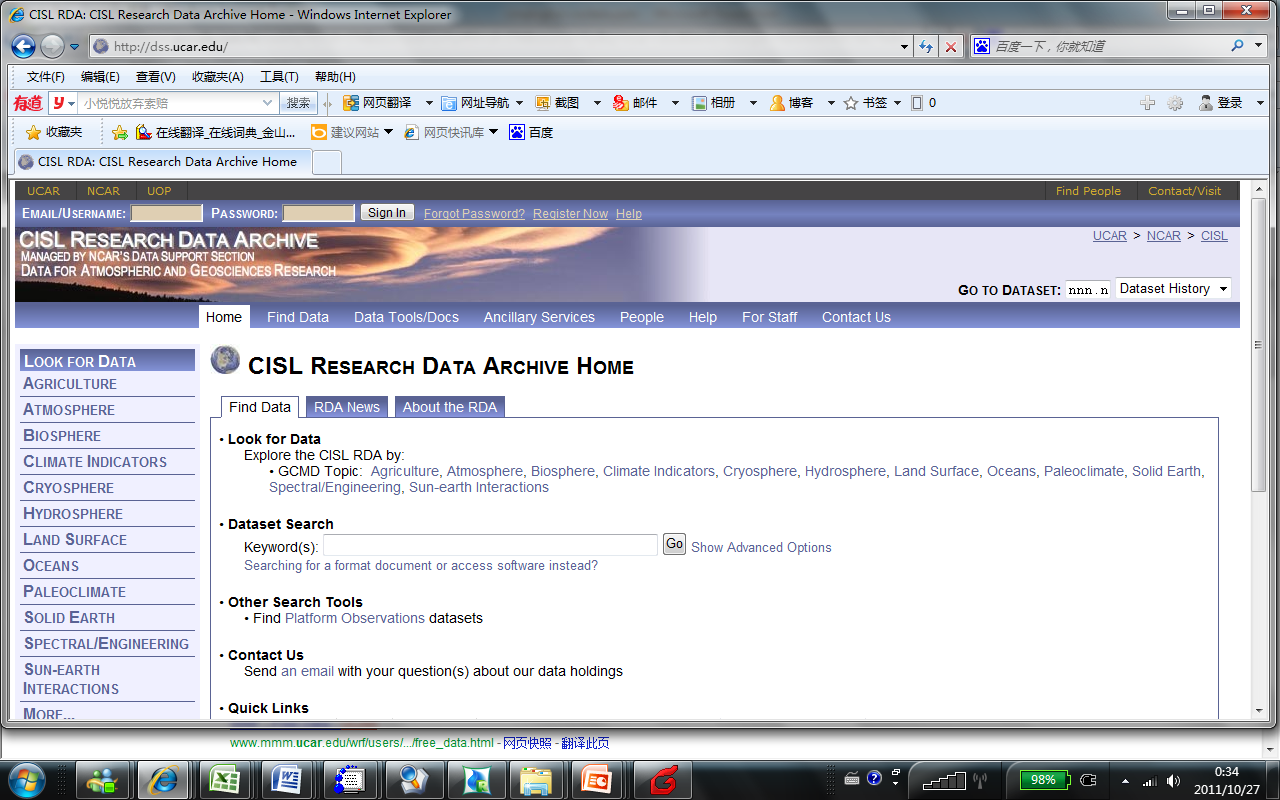 CISL RDA: CISL Research Data Archive Home - Windows Internet Explorer
http://dss.ucar.edu/
百度一下，你就知道
文件(F) 编辑(E) 查看(V) 收藏夹(A) 工具(T) 帮助(H)
有道 y 小悦悦放弃索赔 搜索 网页翻译 网址导航 截图 邮件 相册 博客 书签 0 登录
收藏夹 在线翻译_在线词典_金山... 建议网站 网页快讯库 百度
CISL RDA: CISL Research Data Archive Home
UCAR NCAR UOP Find People Contact/Visit
Email/Username: Password: Sign In Forgot Password? Register Now Help
CISL Research Data Archive
Managed by NCAR's Data Support Section
Data for Atmospheric and Geosciences Research
UCAR > NCAR > CISL
Go to Dataset: nnn.n Dataset History
Home Find Data Data Tools/Docs Ancillary Services People Help For Staff Contact Us
Look for Data
Agriculture
Atmosphere
Biosphere
Climate Indicators
Cryosphere
Hydrosphere
Land Surface
Oceans
Paleoclimate
Solid Earth
Spectral/Engineering
Sun-earth
Interactions
More...
CISL Research Data Archive Home
Find Data RDA News About the RDA
• Look for Data
Explore the CISL RDA by:
• GCMD Topic: Agriculture, Atmosphere, Biosphere, Climate Indicators, Cryosphere, Hydrosphere, Land Surface, Oceans, Paleoclimate, Solid Earth,
Spectral/Engineering, Sun-earth Interactions
• Dataset Search
Keyword(s): Go Show Advanced Options
Searching for a format document or access software instead?
• Other Search Tools
• Find Platform Observations datasets
• Contact Us
Send an email with your question(s) about our data holdings
• Quick Links
www.mmm.ucar.edu/wrf/users/.../free_data.html - 网页快照 - 翻译此页
98%
0:34
2011/10/27